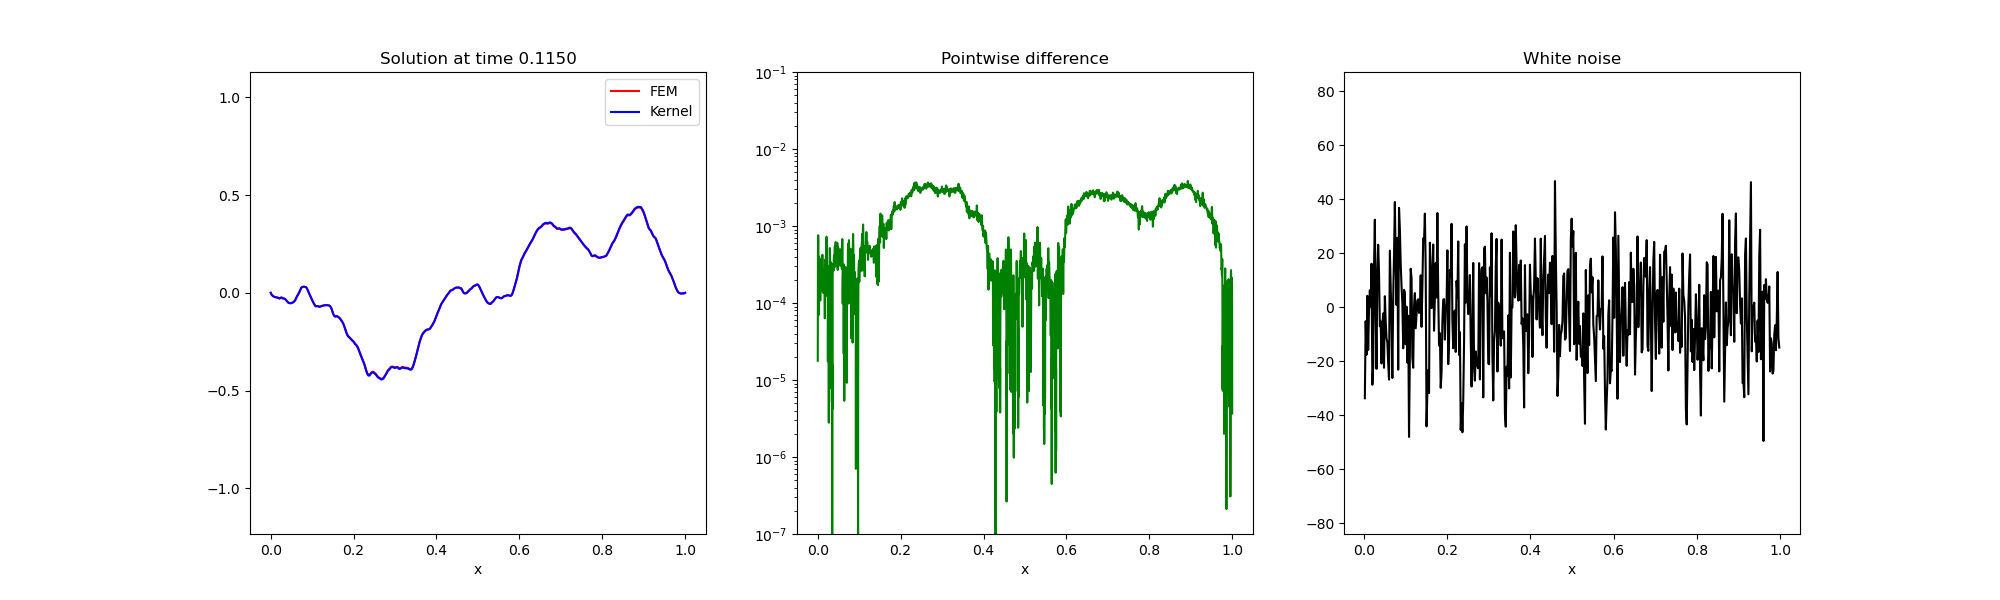 Solution at time 0.1150
FEM
Kernel
1.0
0.5
0.0
−0.5
−1.0
0.0 0.2 0.4 0.6 0.8 1.0
x
Pointwise difference
10⁻¹
10⁻²
10⁻³
10⁻⁴
10⁻⁵
10⁻⁶
10⁻⁷
0.0 0.2 0.4 0.6 0.8 1.0
x
White noise
80
60
40
20
0
−20
−40
−60
−80
0.0 0.2 0.4 0.6 0.8 1.0
x